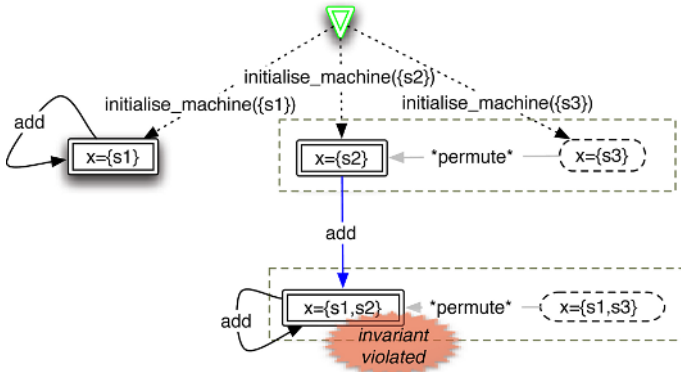 initialise_machine({s2})
initialise_machine({s1})
initialise_machine({s3})
add
x={s1}
x={s2}
*permute*
x={s3}
add
x={s1,s2}
*permute*
x={s1,s3}
add
invariant
violated